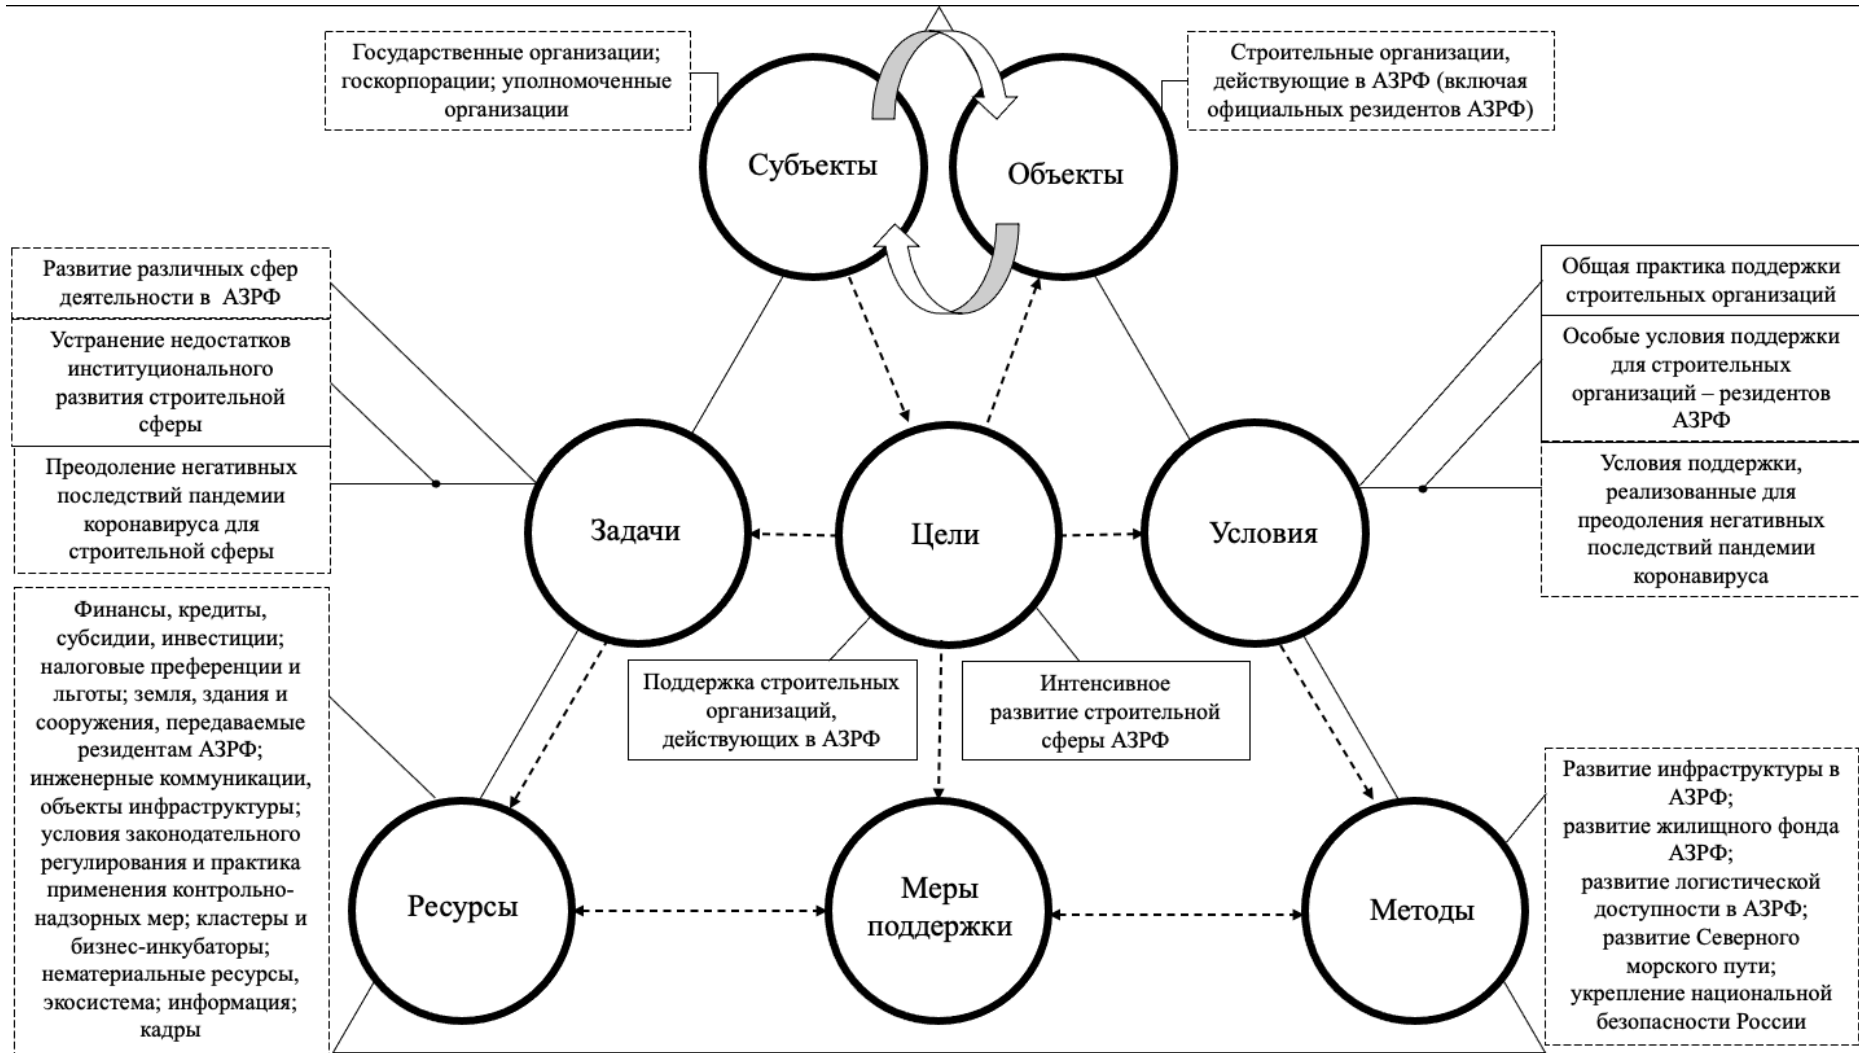 Государственные организации;
госкорпорации; уполномоченные
организации
Строительные организации,
действующие в АЗРФ (включая
официальных резидентов АЗРФ)
Субъекты
Объекты
Развитие различных сфер
деятельности в АЗРФ
Устранение недостатков
институционального
развития строительной
сферы
Преодоление негативных
последствий пандемии
коронавируса для
строительной сферы
Общая практика поддержки
строительных организаций
Особые условия поддержки
для строительных
организаций – резидентов
АЗРФ
Условия поддержки,
реализованные для
преодоления негативных
последствий пандемии
коронавируса
Задачи
Цели
Условия
Финансы, кредиты,
субсидии, инвестиции;
налоговые преференции и
льготы; земля, здания и
сооружения, передаваемые
резидентам АЗРФ;
инженерные коммуникации,
объекты инфраструктуры;
условия законодательного
регулирования и практика
применения контрольно-
надзорных мер; кластеры и
бизнес-инкубаторы;
нематериальные ресурсы,
экосистема; информация;
кадры
Поддержка строительных
организаций,
действующих в АЗРФ
Интенсивное
развитие строительной
сферы АЗРФ
Развитие инфраструктуры в
АЗРФ;
развитие жилищного фонда
АЗРФ;
развитие логистической
доступности в АЗРФ;
развитие Северного
морского пути;
укрепление национальной
безопасности России
Ресурсы
Меры
поддержки
Методы